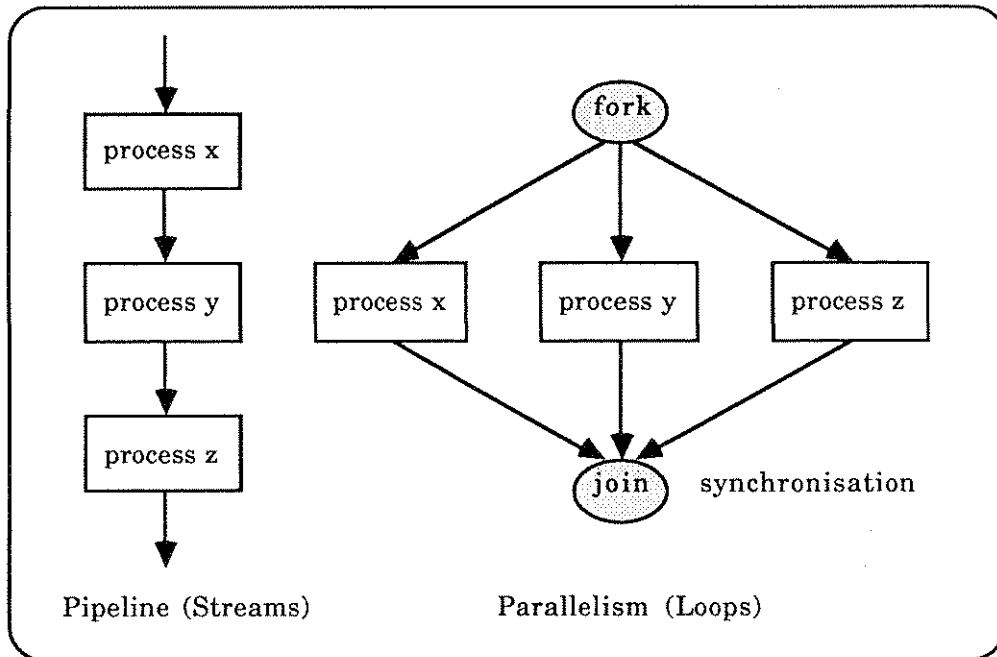 process x
process y
process z
Pipeline (Streams)
fork
process x
process y
process z
join
synchronisation
Parallelism (Loops)